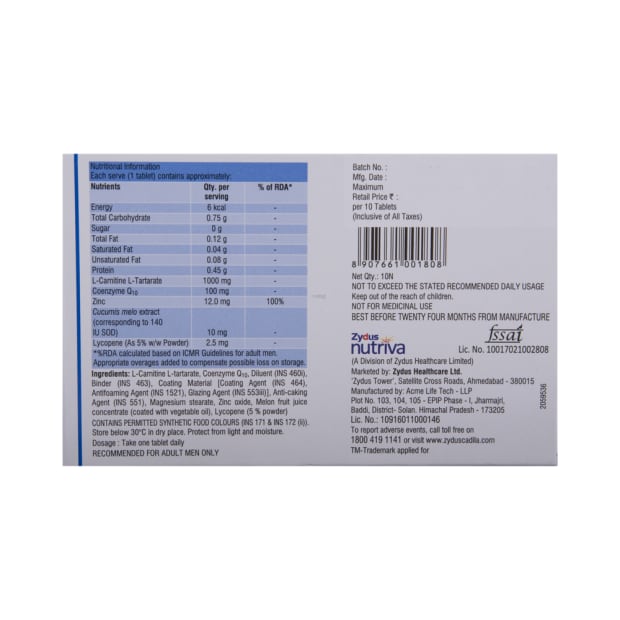 Nutritional Information
Each serve (1 tablet) contains approximately:
Nutrients Qty. per serving % of RDA*
Energy 6 kcal -
Total Carbohydrate 0.75 g -
Sugar 0 g -
Total Fat 0.12 g -
Saturated Fat 0.04 g -
Unsaturated Fat 0.08 g -
Protein 0.45 g -
L-Carnitine L-Tartarate 1000 mg -
Coenzyme Q10 100 mg -
Zinc 12.0 mg 100%
Cucumis melo extract
(corresponding to 140
IU SOD) 10 mg -
Lycopene (As 5% w/w Powder) 2.5 mg -
*%RDA calculated based on ICMR Guidelines for adult men.
Appropriate overages added to compensate possible loss on storage.
Ingredients: L-Carnitine L-tartarate, Coenzyme Q10, Diluent (INS 460i),
Binder (INS 463), Coating Material [Coating Agent (INS 464),
Antifoaming Agent (INS 1521), Glazing Agent (INS 553iii)], Anti-caking
Agent (INS 551), Magnesium stearate, Zinc oxide, Melon fruit juice
concentrate (coated with vegetable oil), Lycopene (5 % powder)
CONTAINS PERMITTED SYNTHETIC FOOD COLOURS (INS 171 & INS 172 (ii)).
Store below 30°C in dry place. Protect from light and moisture.
Dosage : Take one tablet daily
RECOMMENDED FOR ADULT MEN ONLY
Batch No. :
Mfg. Date :
Maximum
Retail Price ₹ :
per 10 Tablets
(Inclusive of All Taxes)
8 907661 001808
Net Qty.: 10N
NOT TO EXCEED THE STATED RECOMMENDED DAILY USAGE
Keep out of the reach of children.
NOT FOR MEDICINAL USE
BEST BEFORE TWENTY FOUR MONTHS FROM MANUFACTURE
Zydus
nutriva
fssai
Lic. No. 10017021002808
(A Division of Zydus Healthcare Limited)
Marketed by: Zydus Healthcare Ltd.
'Zydus Tower', Satellite Cross Roads, Ahmedabad - 380015
Manufactured by: Acme Life Tech - LLP
Plot No. 103, 104, 105 - EPIP Phase - I, Jharmajri,
Baddi, District- Solan. Himachal Pradesh - 173205
Lic. No.: 10916011000146
To report adverse events, call toll free on
1800 419 1141 or visit www.zyduscadila.com
TM-Trademark applied for
2059536